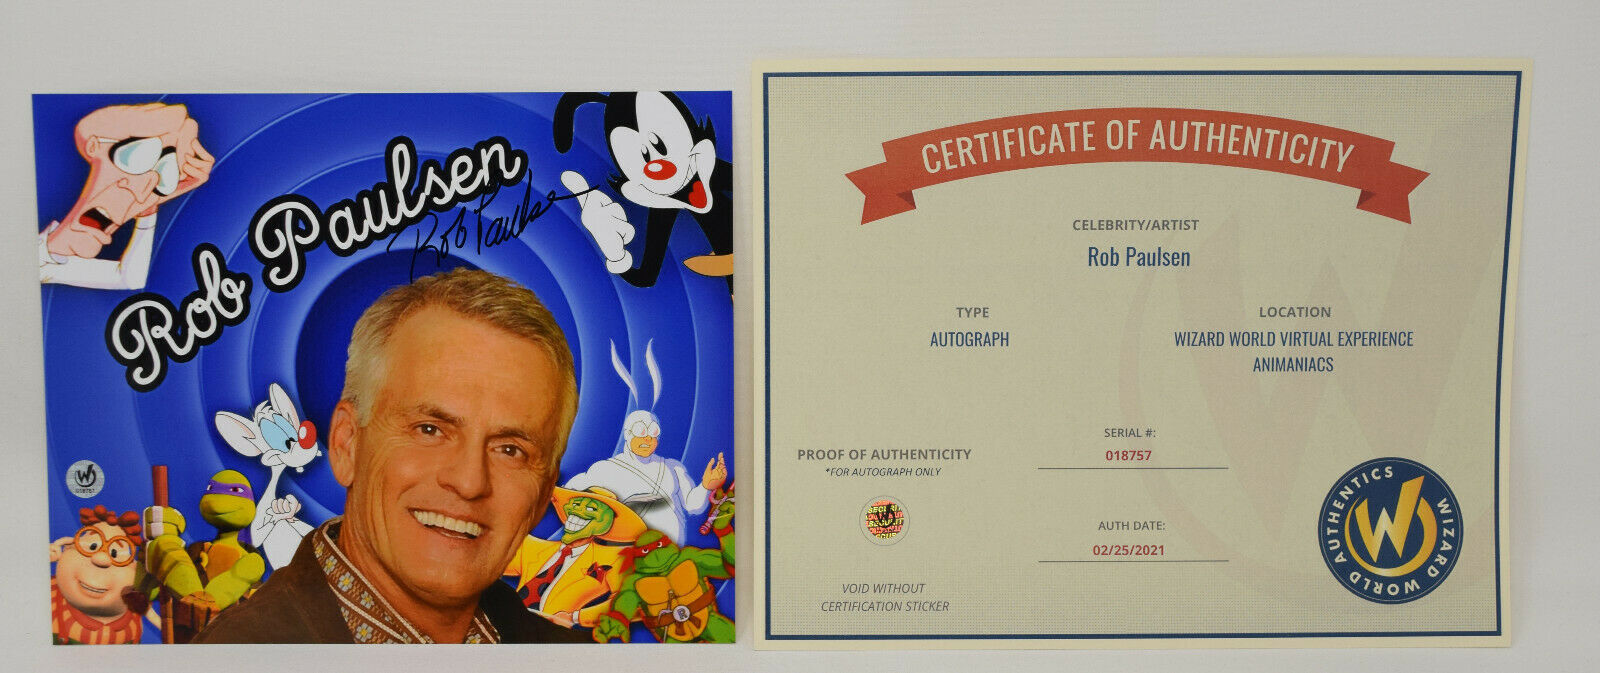 Rob Paulsen
Rob Paulsen
W
018757
R
CERTIFICATE OF AUTHENTICITY
CELEBRITY/ARTIST
Rob Paulsen
TYPE
AUTOGRAPH
LOCATION
WIZARD WORLD VIRTUAL EXPERIENCE
ANIMANIACS
SERIAL #:
018757
PROOF OF AUTHENTICITY
*FOR AUTOGRAPH ONLY
AUTH DATE:
02/25/2021
VOID WITHOUT
CERTIFICATION STICKER
W
WIZARD WORLD AUTHENTICS